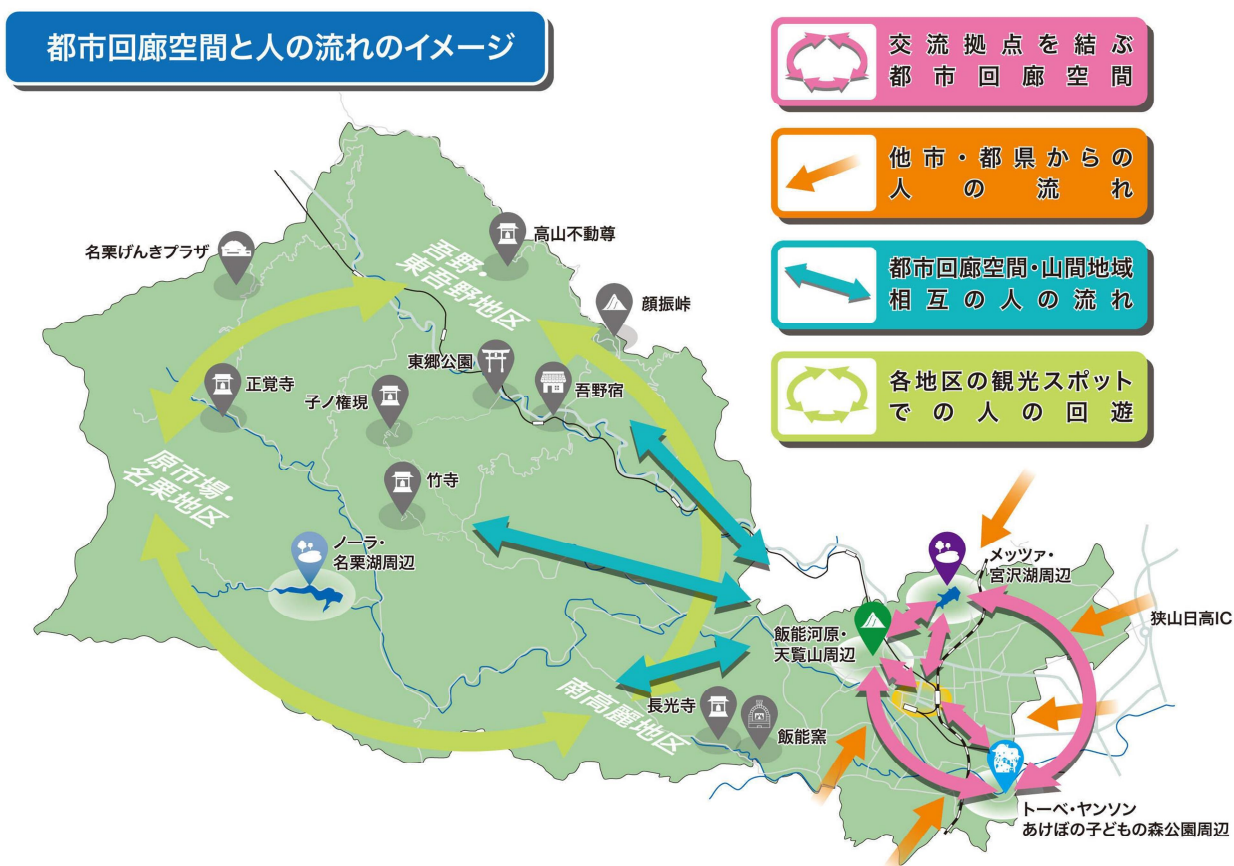 都市回廊空間と人の流れのイメージ
交流拠点を結ぶ
都市回廊空間
他市・都県からの
人の流れ
都市回廊空間・山間地域
相互の人の流れ
各地区の観光スポット
での人の回遊
高山不動尊
名栗げんきプラザ
吾野・
東吾野地区
顔振峠
東郷公園
正覚寺
子ノ権現
吾野宿
原市場・
名栗地区
竹寺
ノーラ・
名栗湖周辺
メッツァ・
宮沢湖周辺
狭山日高IC
飯能河原・
天覧山周辺
南高麗地区
長光寺
飯能窯
トーベ・ヤンソン
あけぼの子どもの森公園周辺